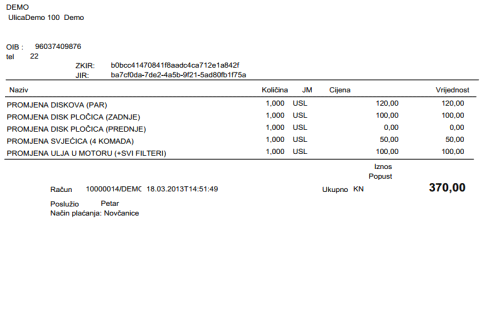 DEMO
UlicaDemo 100 Demo
OIB : 96037409876
tel 22
ZKIR: b0bcc41470841f8aadc4ca712e1a842f
JIR: ba7cf0da-7de2-4a5b-9f21-5ad80fb1f75a
Naziv Količina JM Cijena Vrijednost
PROMJENA DISKOVA (PAR) 1,000 USL 120,00 120,00
PROMJENA DISK PLOČICA (ZADNJE) 1,000 USL 100,00 100,00
PROMJENA DISK PLOČICA (PREDNJE) 1,000 USL 0,00 0,00
PROMJENA SVJEĆICA (4 KOMADA) 1,000 USL 50,00 50,00
PROMJENA ULJA U MOTORU (+SVI FILTERI) 1,000 USL 100,00 100,00
Iznos
Popust
Račun 10000014/DEMC 18.03.2013T14:51:49 Ukupno KN 370,00
Poslužio Petar
Način plaćanja: Novčanice